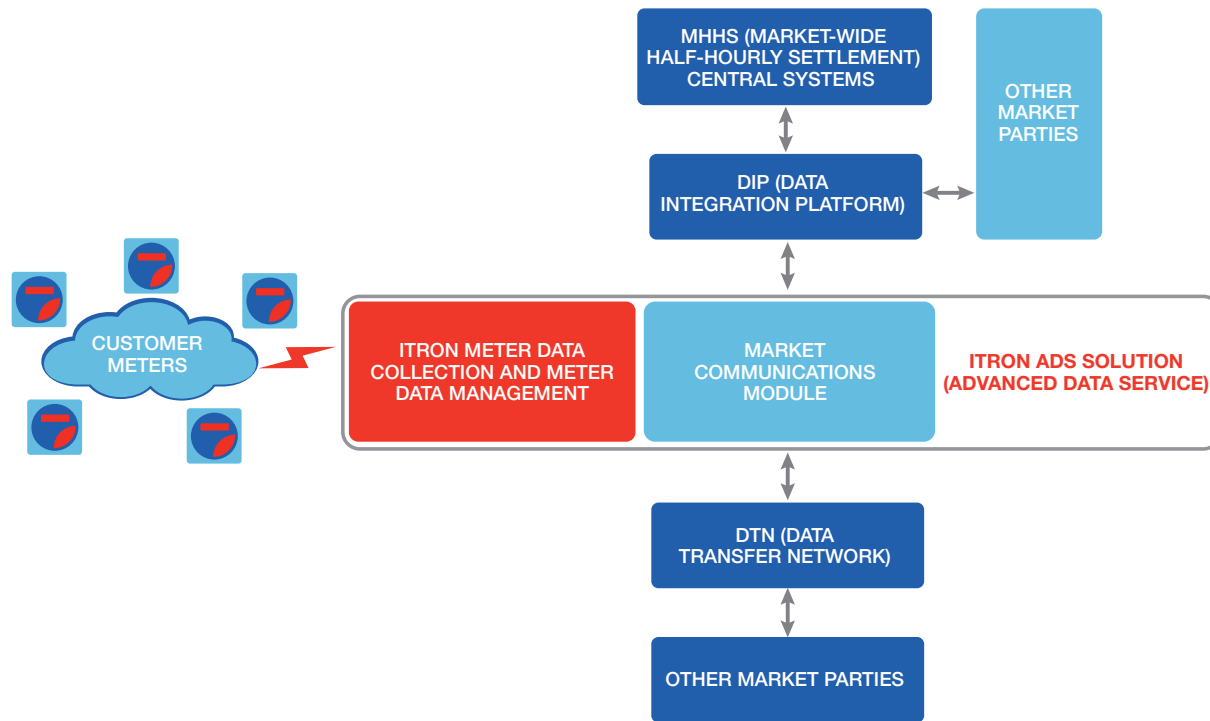 MHHS (MARKET-WIDE
HALF-HOURLY SETTLEMENT)
CENTRAL SYSTEMS
OTHER
MARKET
PARTIES
DIP (DATA
INTEGRATION PLATFORM)
CUSTOMER
METERS
ITRON METER DATA
COLLECTION AND METER
DATA MANAGEMENT
MARKET
COMMUNICATIONS
MODULE
ITRON ADS SOLUTION
(ADVANCED DATA SERVICE)
DTN (DATA
TRANSFER NETWORK)
OTHER MARKET PARTIES